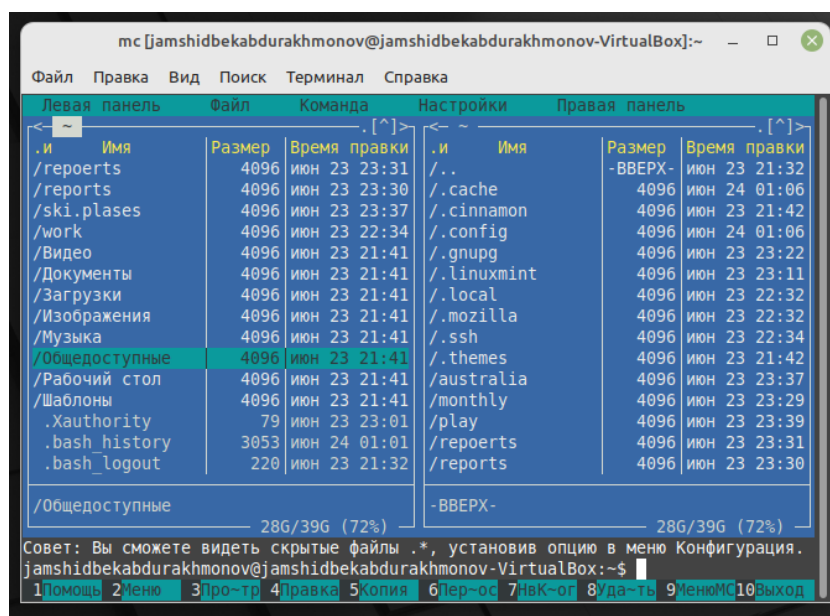 mc [jamshidbekabdurakhmonov@jamshidbekabdurakhmonov-VirtualBox]:~
Файл Правка Вид Поиск Терминал Справка
Левая панель Файл Команда Настройки Правая панель
<— ~ .[^]> <— ~ .[^]>
.и Имя Размер Время правки .и Имя Размер Время правки
/repoerts 4096 июн 23 23:31 /.. -ВВЕРХ- июн 23 21:32
/reports 4096 июн 23 23:30 /.cache 4096 июн 24 01:06
/ski.plases 4096 июн 23 23:37 /.cinnamon 4096 июн 23 21:42
/work 4096 июн 23 22:34 /.config 4096 июн 24 01:06
/Видео 4096 июн 23 21:41 /.gnupg 4096 июн 23 23:22
/Документы 4096 июн 23 21:41 /.linuxmint 4096 июн 23 23:11
/Загрузки 4096 июн 23 21:41 /.local 4096 июн 23 22:32
/Изображения 4096 июн 23 21:41 /.mozilla 4096 июн 23 22:32
/Музыка 4096 июн 23 21:41 /.ssh 4096 июн 23 22:34
/Общедоступные 4096 июн 23 21:41 /.themes 4096 июн 23 21:42
/Рабочий стол 4096 июн 23 21:41 /australia 4096 июн 23 23:37
/Шаблоны 4096 июн 23 21:41 /monthly 4096 июн 23 23:29
.Xauthority 79 июн 23 23:01 /play 4096 июн 23 23:39
.bash_history 3053 июн 24 01:01 /repoerts 4096 июн 23 23:31
.bash_logout 220 июн 23 21:32 /reports 4096 июн 23 23:30
/Общедоступные -ВВЕРХ-
28G/39G (72%) 28G/39G (72%)
Совет: Вы сможете видеть скрытые файлы .*, установив опцию в меню Конфигурация.
jamshidbekabdurakhmonov@jamshidbekabdurakhmonov-VirtualBox:~$
1Помощь 2Меню 3Про~тр 4Правка 5Копия 6Пер~ос 7НвК~ог 8Уда~ть 9МенюMC 10Выход